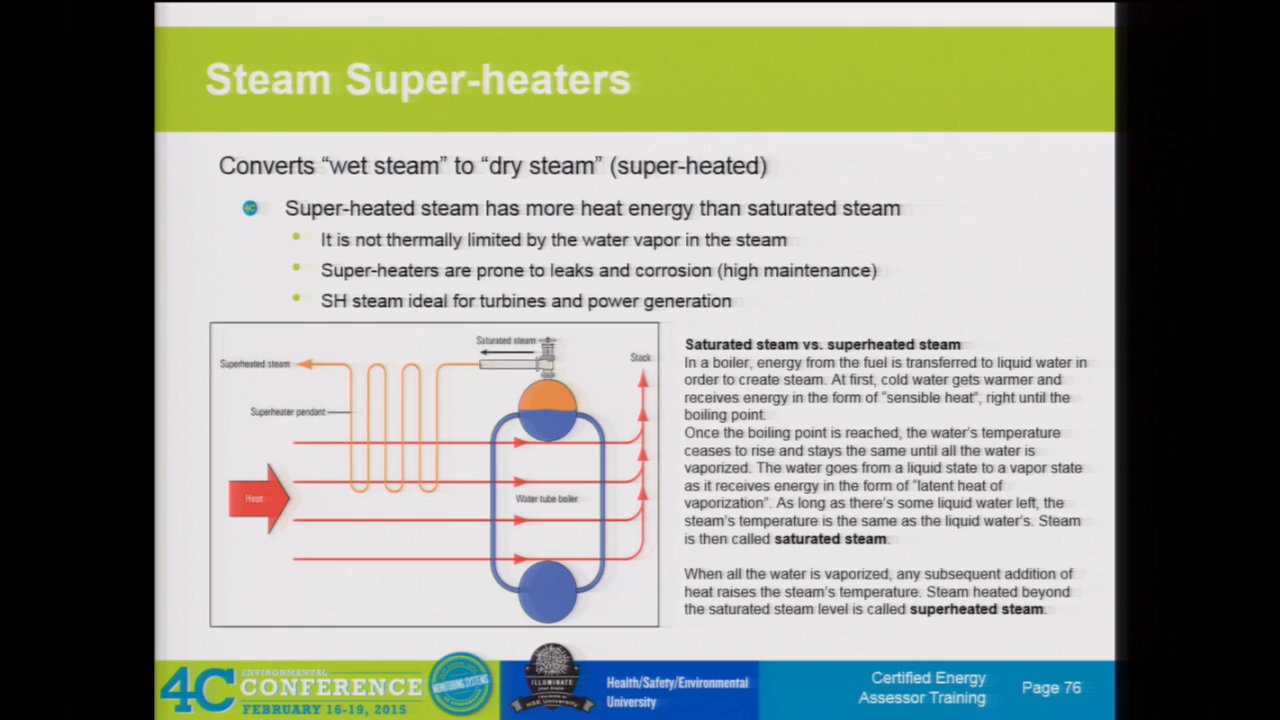 Steam Super-heaters
Converts “wet steam” to “dry steam” (super-heated)
4C
Super-heated steam has more heat energy than saturated steam
It is not thermally limited by the water vapor in the steam
Super-heaters are prone to leaks and corrosion (high maintenance)
SH steam ideal for turbines and power generation
Saturated steam
Superheated steam
Stack
Superheater pendant
Heat
Water tube boiler
Saturated steam vs. superheated steam
In a boiler, energy from the fuel is transferred to liquid water in
order to create steam. At first, cold water gets warmer and
receives energy in the form of “sensible heat”, right until the
boiling point.
Once the boiling point is reached, the water’s temperature
ceases to rise and stays the same until all the water is
vaporized. The water goes from a liquid state to a vapor state
as it receives energy in the form of “latent heat of
vaporization”. As long as there’s some liquid water left, the
steam’s temperature is the same as the liquid water’s. Steam
is then called saturated steam.
When all the water is vaporized, any subsequent addition of
heat raises the steam’s temperature. Steam heated beyond
the saturated steam level is called superheated steam.
4C ENVIRONMENTAL
CONFERENCE
FEBRUARY 16-19, 2015
MONITORING SYSTEMS
ILLUMINATE
HSE University
Health/Safety/Environmental
University
Certified Energy
Assessor Training
Page 76